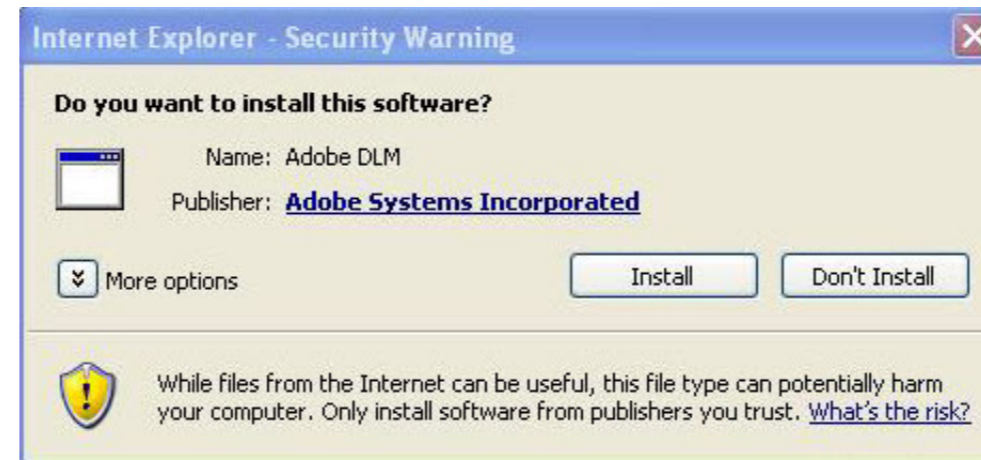 Internet Explorer - Security Warning
Do you want to install this software?
Name: Adobe DLM
Publisher: Adobe Systems Incorporated
More options
Install
Don't Install
While files from the Internet can be useful, this file type can potentially harm
your computer. Only install software from publishers you trust. What's the risk?